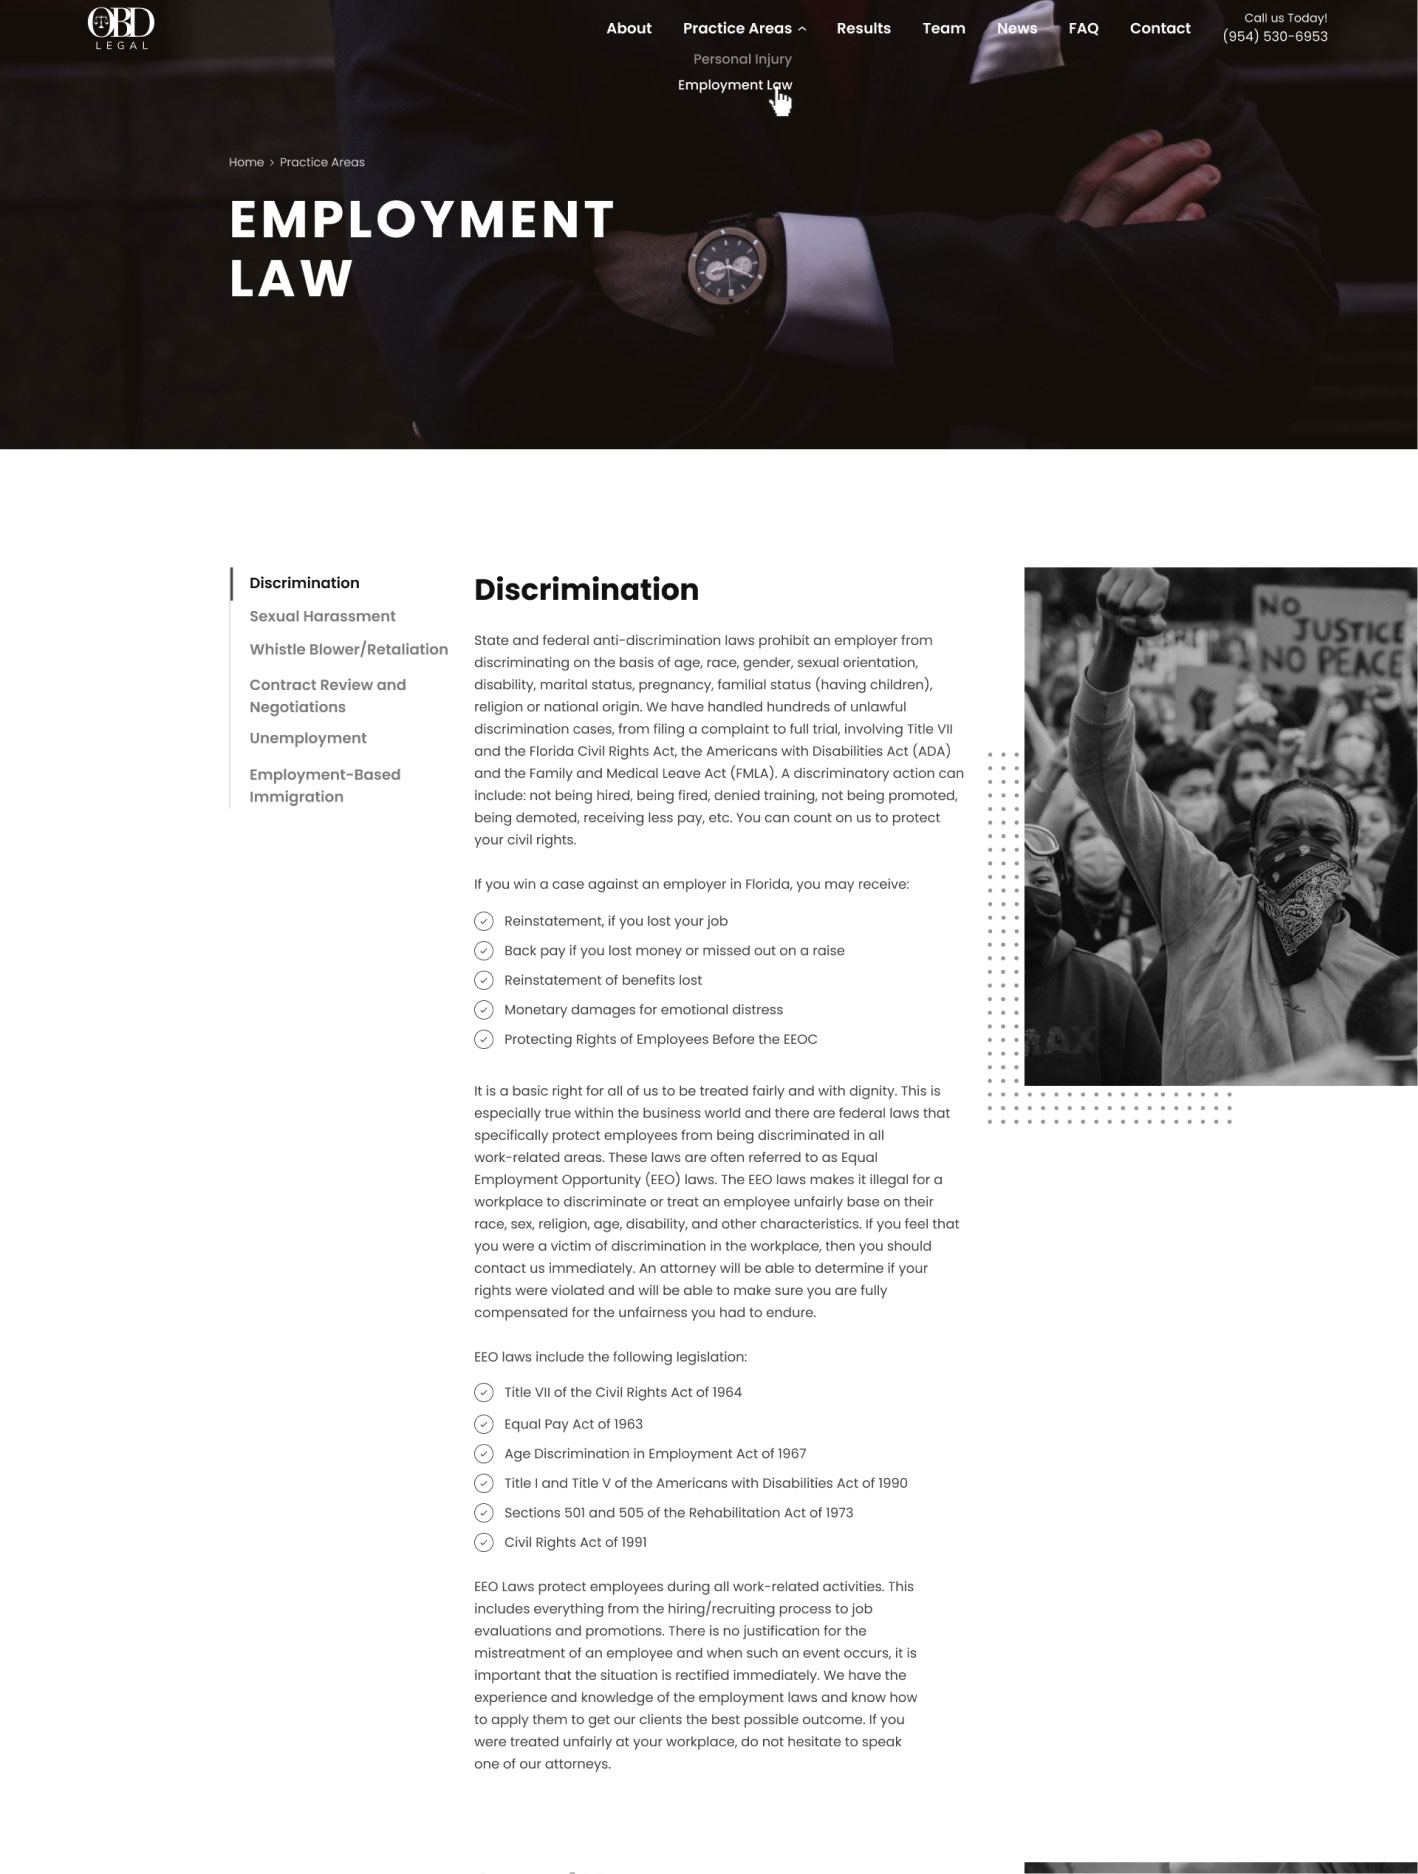 OBD
LEGAL
About
Practice Areas
Results
Team
News
FAQ
Contact
Call us Today!
(954) 530-6953
Personal Injury
Employment Law
Home > Practice Areas
EMPLOYMENT
LAW
Discrimination
Sexual Harassment
Whistle Blower/Retaliation
Contract Review and
Negotiations
Unemployment
Employment-Based
Immigration
Discrimination
State and federal anti-discrimination laws prohibit an employer from
discriminating on the basis of age, race, gender, sexual orientation,
disability, marital status, pregnancy, familial status (having children),
religion or national origin. We have handled hundreds of unlawful
discrimination cases, from filing a complaint to full trial, involving Title VII
and the Florida Civil Rights Act, the Americans with Disabilities Act (ADA)
and the Family and Medical Leave Act (FMLA). A discriminatory action can
include: not being hired, being fired, denied training, not being promoted,
being demoted, receiving less pay, etc. You can count on us to protect
your civil rights.
If you win a case against an employer in Florida, you may receive:
Reinstatement, if you lost your job
Back pay if you lost money or missed out on a raise
Reinstatement of benefits lost
Monetary damages for emotional distress
Protecting Rights of Employees Before the EEOC
It is a basic right for all of us to be treated fairly and with dignity. This is
especially true within the business world and there are federal laws that
specifically protect employees from being discriminated in all
work-related areas. These laws are often referred to as Equal
Employment Opportunity (EEO) laws. The EEO laws makes it illegal for a
workplace to discriminate or treat an employee unfairly base on their
race, sex, religion, age, disability, and other characteristics. If you feel that
you were a victim of discrimination in the workplace, then you should
contact us immediately. An attorney will be able to determine if your
rights were violated and will be able to make sure you are fully
compensated for the unfairness you had to endure.
EEO laws include the following legislation:
Title VII of the Civil Rights Act of 1964
Equal Pay Act of 1963
Age Discrimination in Employment Act of 1967
Title I and Title V of the Americans with Disabilities Act of 1990
Sections 501 and 505 of the Rehabilitation Act of 1973
Civil Rights Act of 1991
EEO Laws protect employees during all work-related activities. This
includes everything from the hiring/recruiting process to job
evaluations and promotions. There is no justification for the
mistreatment of an employee and when such an event occurs, it is
important that the situation is rectified immediately. We have the
experience and knowledge of the employment laws and know how
to apply them to get our clients the best possible outcome. If you
were treated unfairly at your workplace, do not hesitate to speak
one of our attorneys.
NO
JUSTICE
NO PEACE